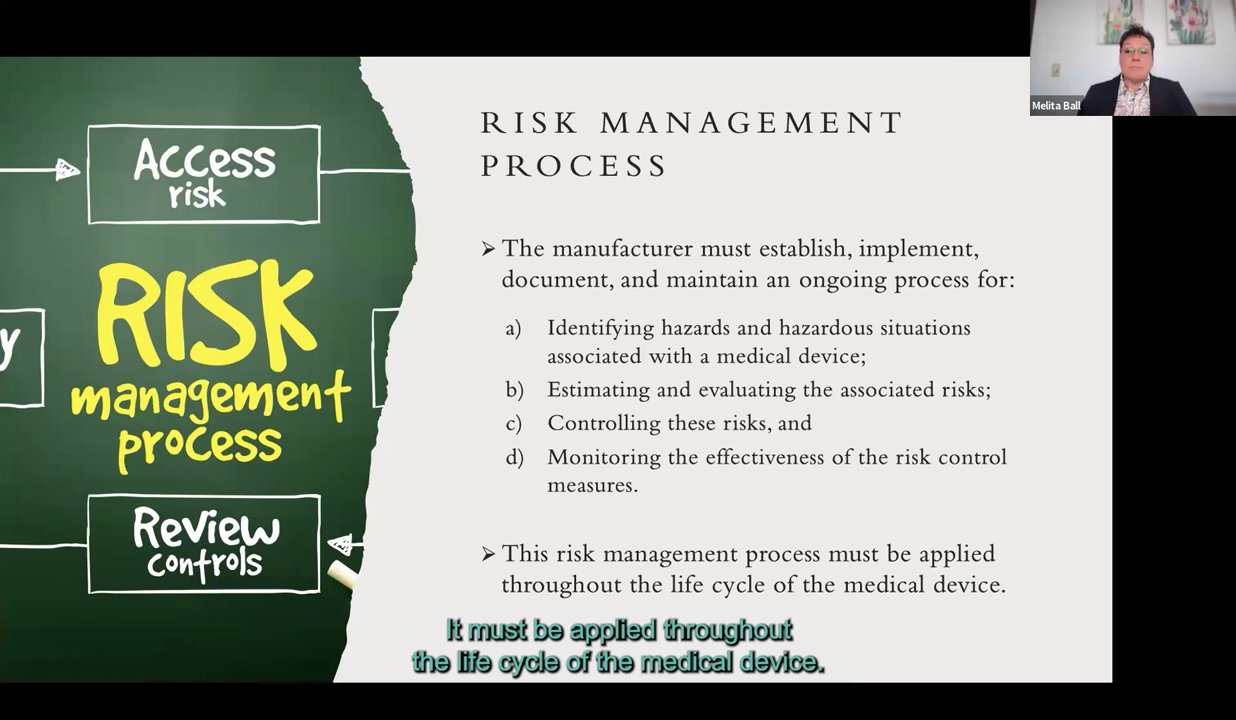 Melita Ball
Access
risk
RISK
management
process
y
Review
controls
RISK MANAGEMENT
PROCESS
➢ The manufacturer must establish, implement,
document, and maintain an ongoing process for:
a) Identifying hazards and hazardous situations
associated with a medical device;
b) Estimating and evaluating the associated risks;
c) Controlling these risks, and
d) Monitoring the effectiveness of the risk control
measures.
➢ This risk management process must be applied
throughout the life cycle of the medical device.
It must be applied throughout
the life cycle of the medical device.